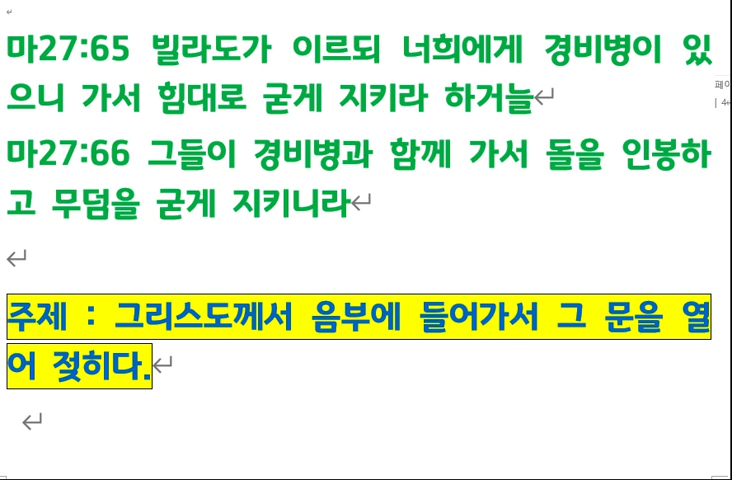 마27:65 빌라도가 이르되 너희에게 경비병이 있
으니 가서 힘대로 굳게 지키라 하거늘
마27:66 그들이 경비병과 함께 가서 돌을 인봉하
고 무덤을 굳게 지키니라
주제 : 그리스도께서 음부에 들어가서 그 문을 열
어 젖히다.